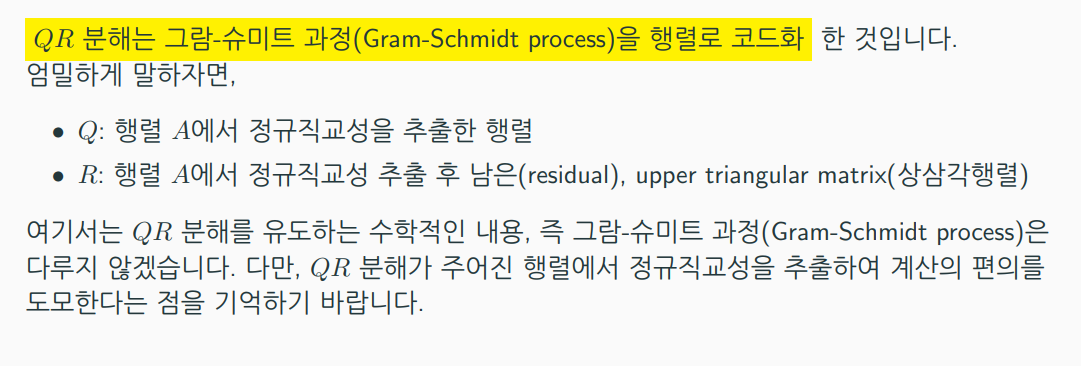 QR 분해는 그람-슈미트 과정(Gram-Schmidt process)을 행렬로 코드화 한 것입니다.
엄밀하게 말하자면,
• Q: 행렬 A에서 정규직교성을 추출한 행렬
• R: 행렬 A에서 정규직교성 추출 후 남은(residual), upper triangular matrix(상삼각행렬)
여기서는 QR 분해를 유도하는 수학적인 내용, 즉 그람-슈미트 과정(Gram-Schmidt process)은
다루지 않겠습니다. 다만, QR 분해가 주어진 행렬에서 정규직교성을 추출하여 계산의 편의를
도모한다는 점을 기억하기 바랍니다.